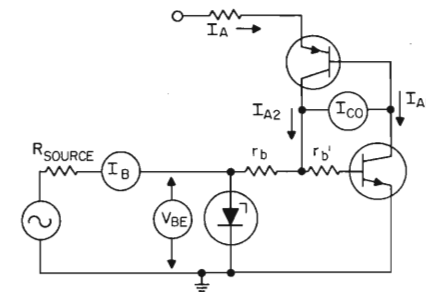 I_A
I_A2
I_CO
I_A
R_SOURCE
r_b
r_b'
I_B
V_BE